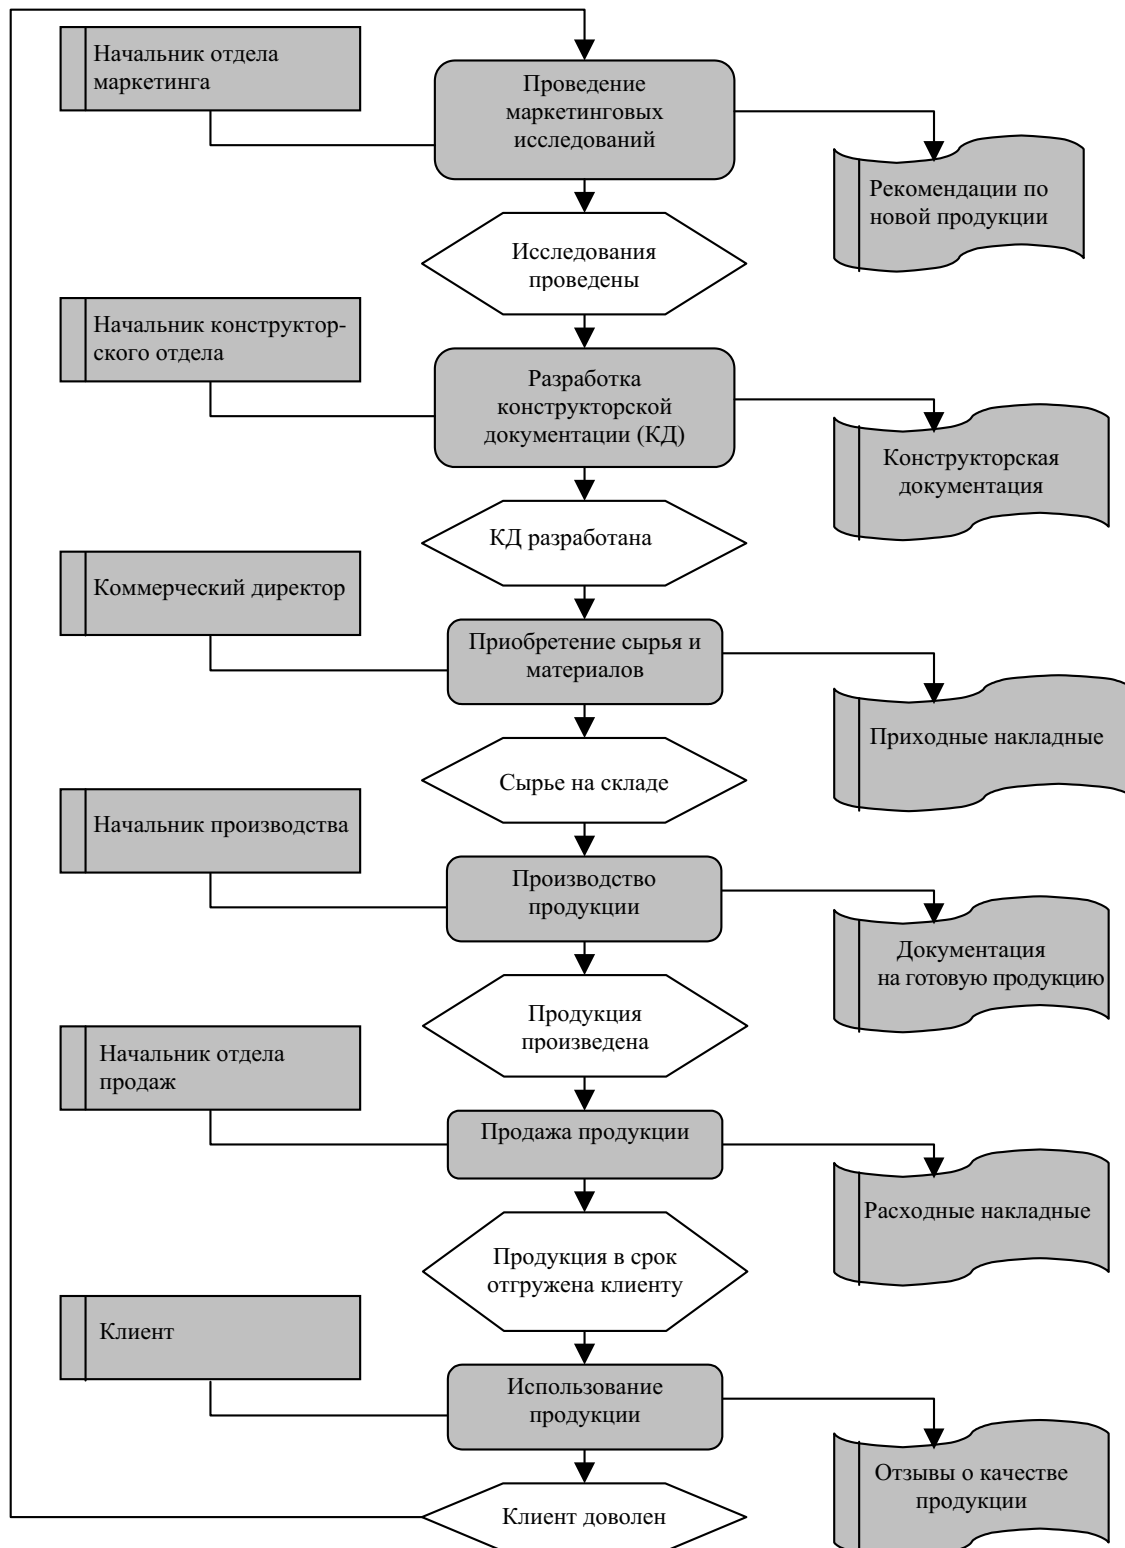 Начальник отдела
маркетинга
Проведение
маркетинговых
исследований
Рекомендации по
новой продукции
Исследования
проведены
Начальник конструктор-
ского отдела
Разработка
конструкторской
документации (КД)
Конструкторская
документация
КД разработана
Коммерческий директор
Приобретение сырья и
материалов
Приходные накладные
Сырье на складе
Начальник производства
Производство
продукции
Документация
на готовую продукцию
Продукция
произведена
Начальник отдела
продаж
Продажа продукции
Расходные накладные
Продукция в срок
отгружена клиенту
Клиент
Использование
продукции
Отзывы о качестве
продукции
Клиент доволен